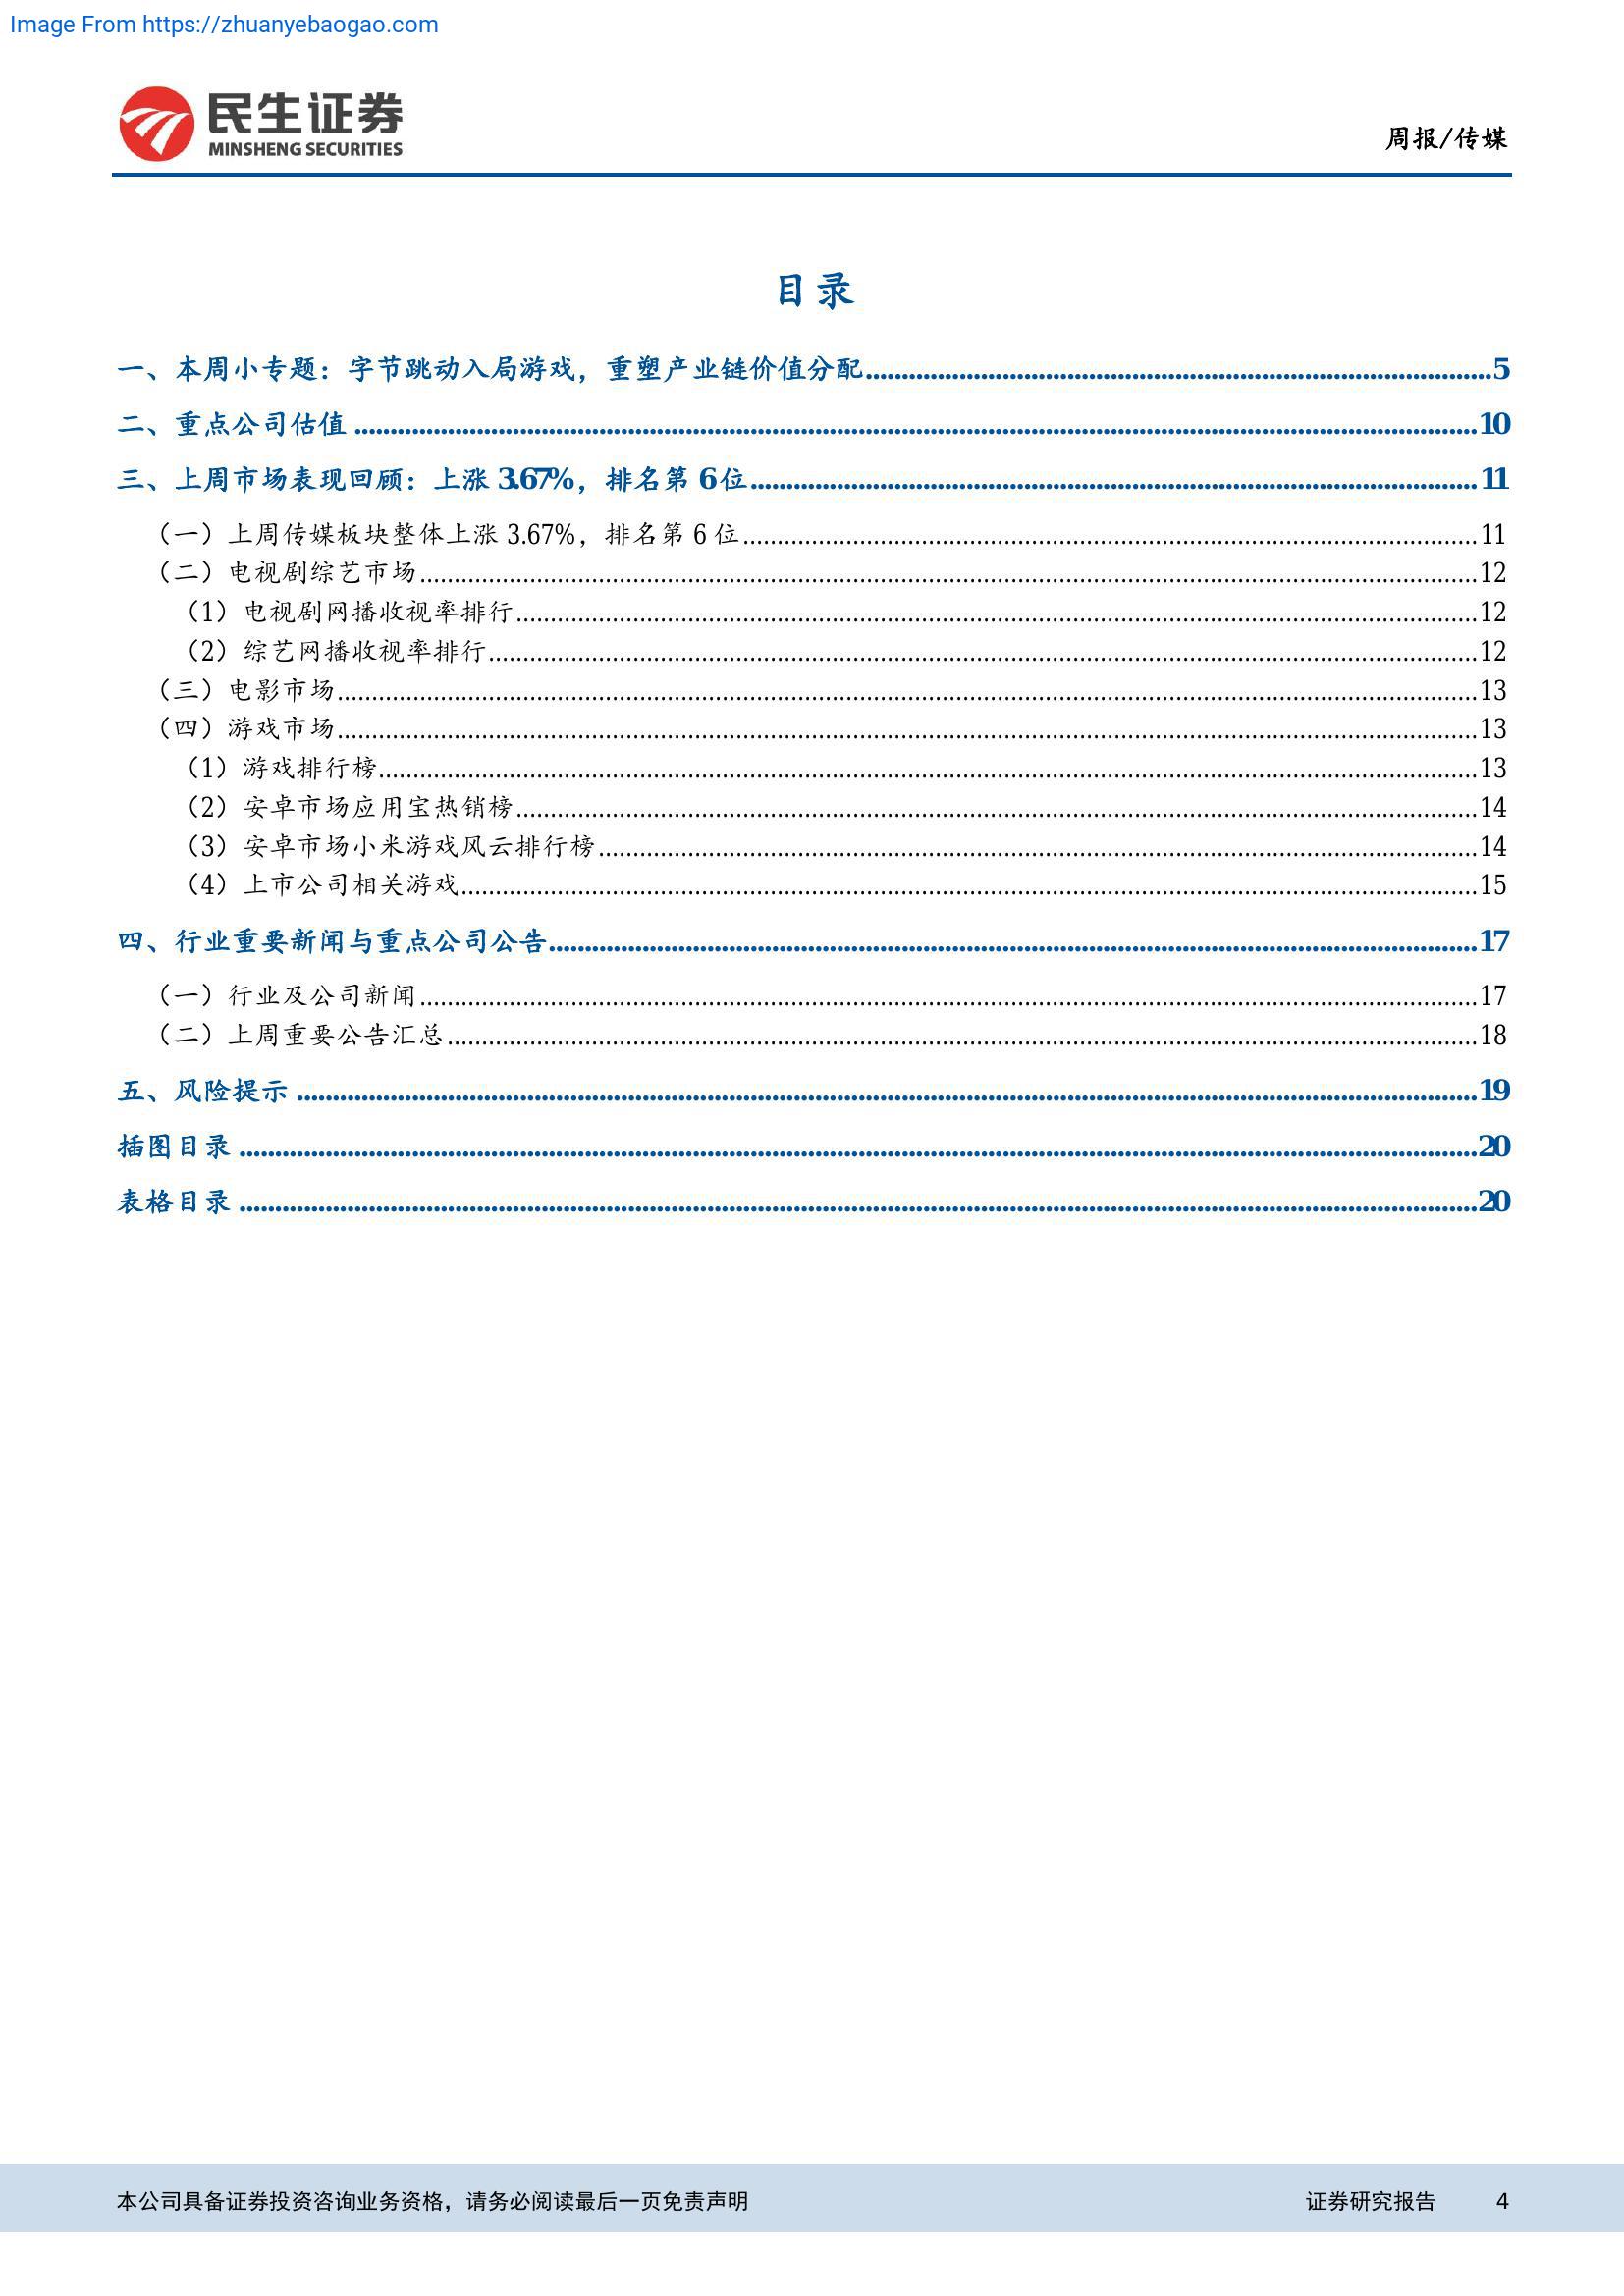 Image From https://zhuanyebaogao.com
民生证券
MINSHENG SECURITIES
周报/传媒
目录
一、本周小专题：字节跳动入局游戏，重塑产业链价值分配........................5
二、重点公司估值........................10
三、上周市场表现回顾：上涨 3.67%，排名第 6 位........................11
（一）上周传媒板块整体上涨 3.67%，排名第 6 位........................11
（二）电视剧综艺市场........................12
（1）电视剧网播收视率排行........................12
（2）综艺网播收视率排行........................12
（三）电影市场........................13
（四）游戏市场........................13
（1）游戏排行榜........................13
（2）安卓市场应用宝热销榜........................14
（3）安卓市场小米游戏风云排行榜........................14
（4）上市公司相关游戏........................15
四、行业重要新闻与重点公司公告........................17
（一）行业及公司新闻........................17
（二）上周重要公告汇总........................18
五、风险提示........................19
插图目录........................20
表格目录........................20
本公司具备证券投资咨询业务资格，请务必阅读最后一页免责声明 证券研究报告 4